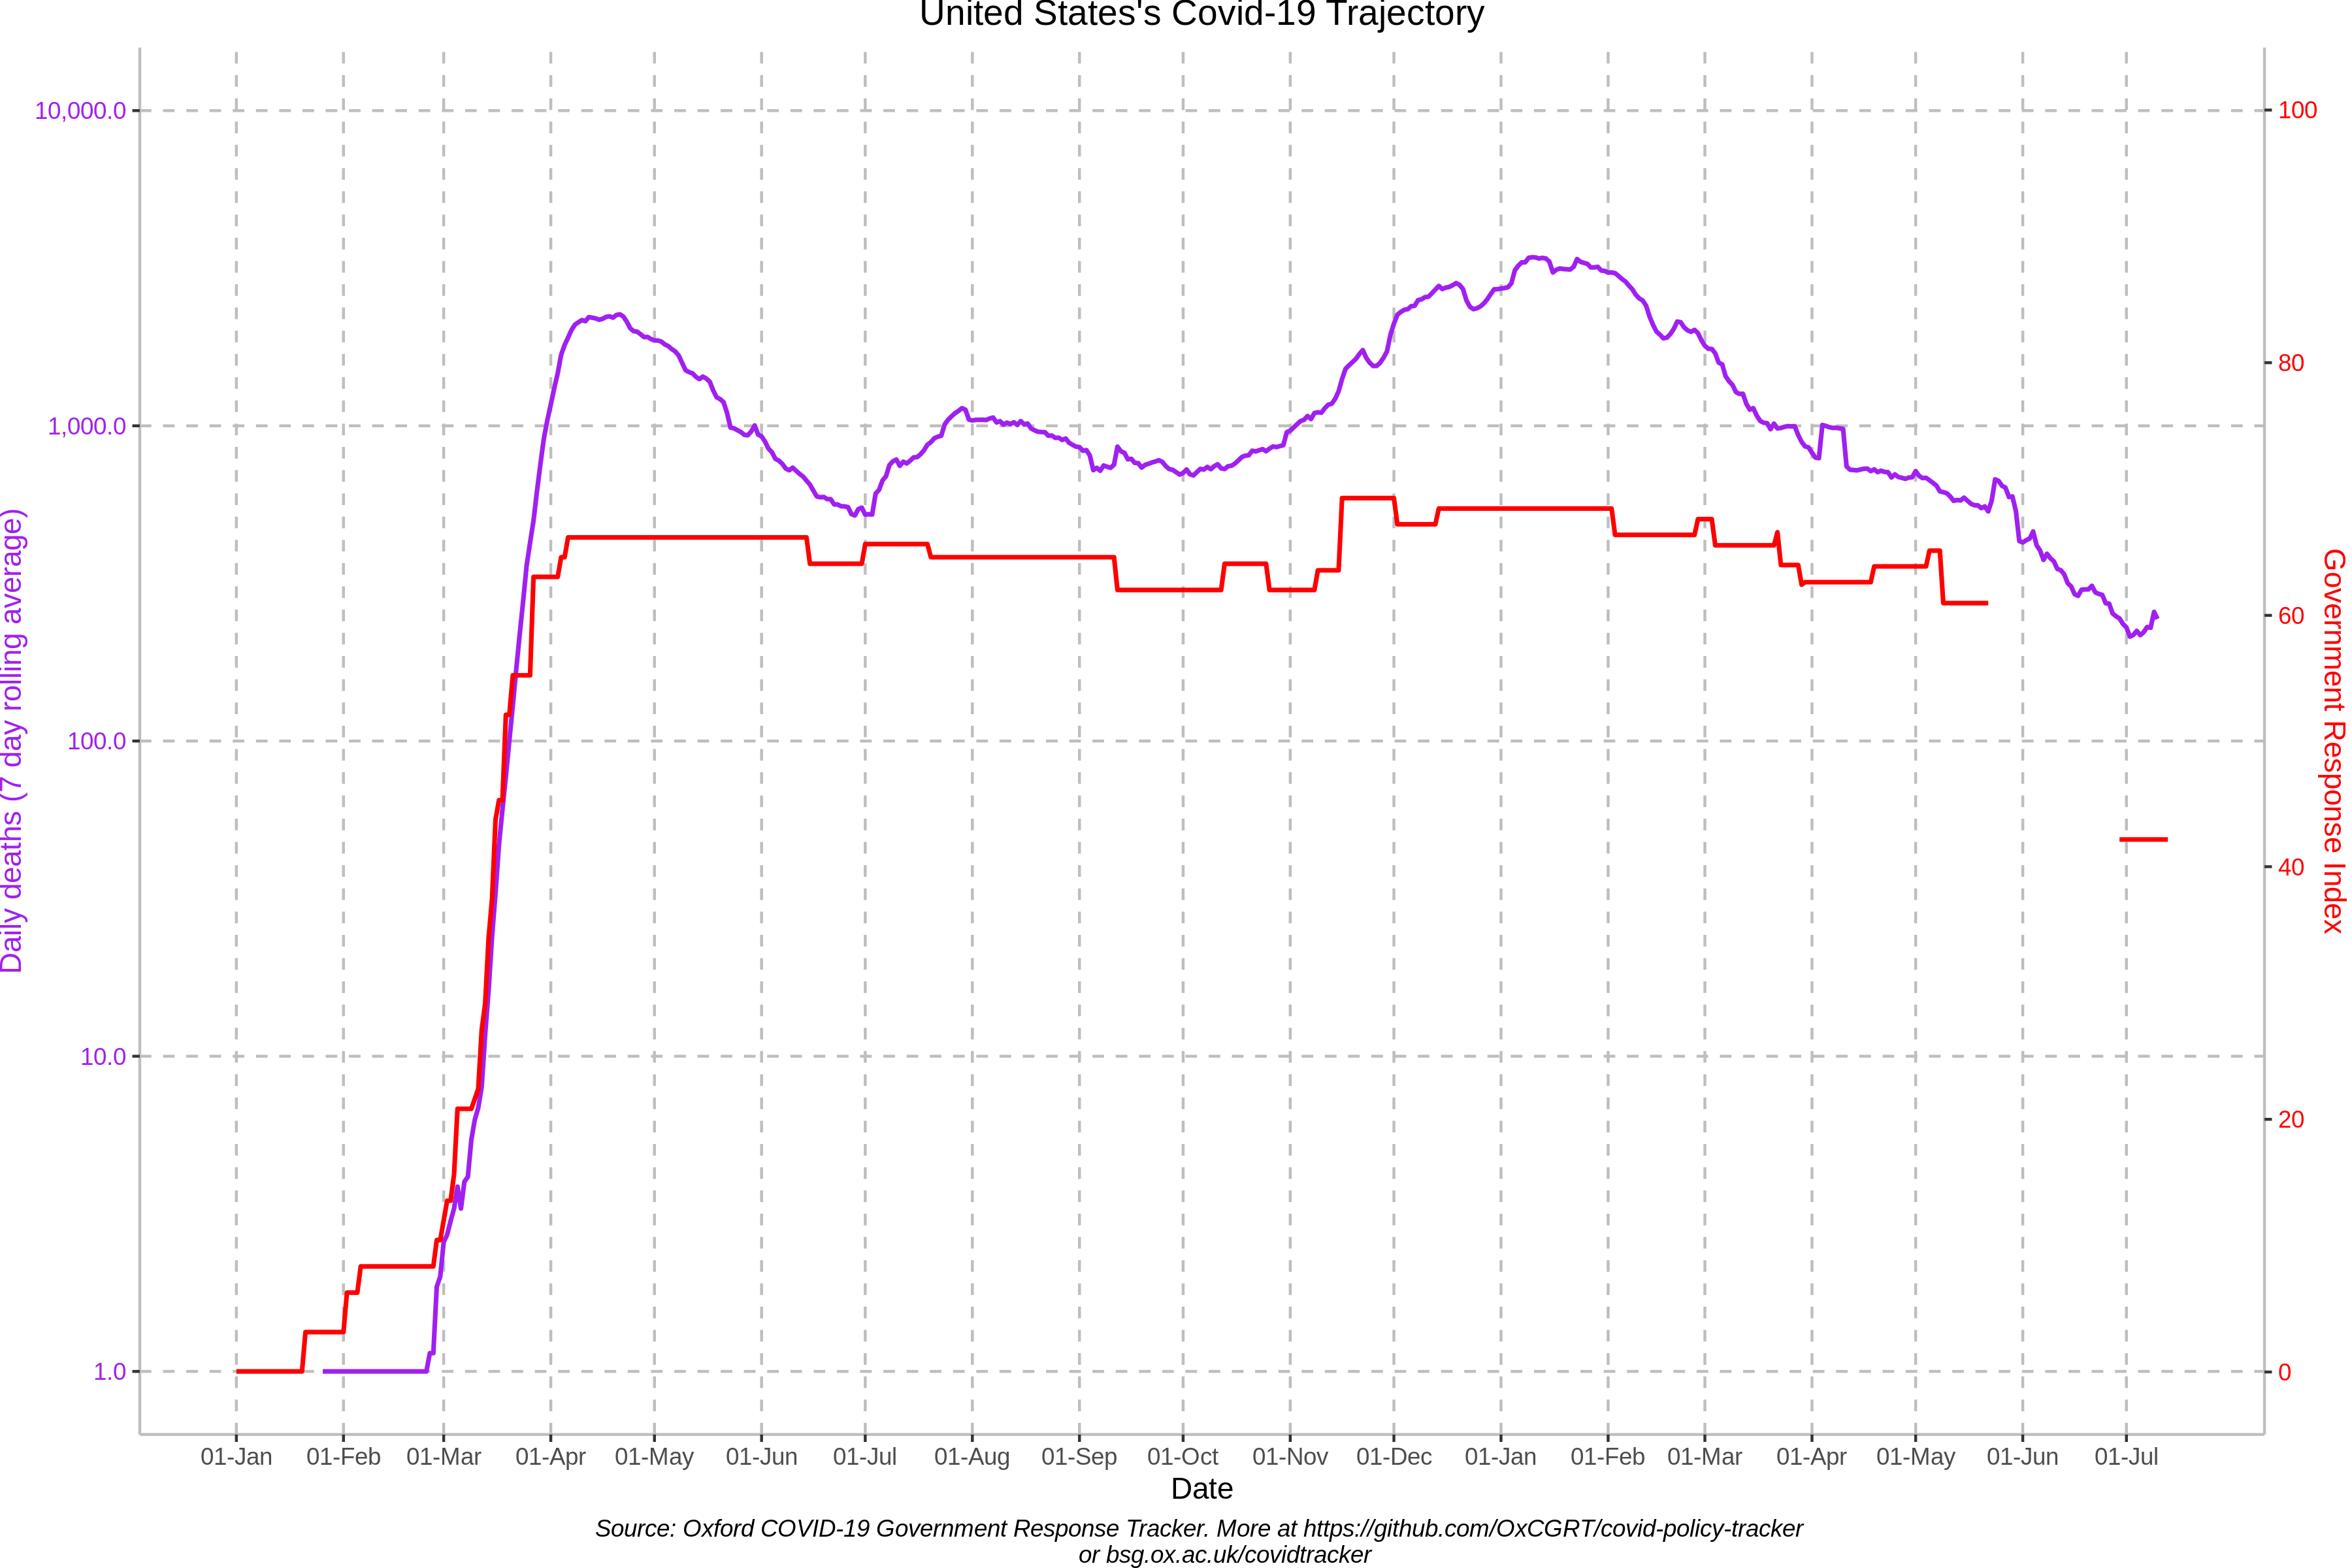 United States's Covid-19 Trajectory
10,000.0
1,000.0
100.0
10.0
1.0
Daily deaths (7 day rolling average)
100
80
60
40
20
0
Government Response Index
01-Jan 01-Feb 01-Mar 01-Apr 01-May 01-Jun 01-Jul 01-Aug 01-Sep 01-Oct 01-Nov 01-Dec 01-Jan 01-Feb 01-Mar 01-Apr 01-May 01-Jun 01-Jul
Date
Source: Oxford COVID-19 Government Response Tracker. More at https://github.com/OxCGRT/covid-policy-tracker
or bsg.ox.ac.uk/covidtracker